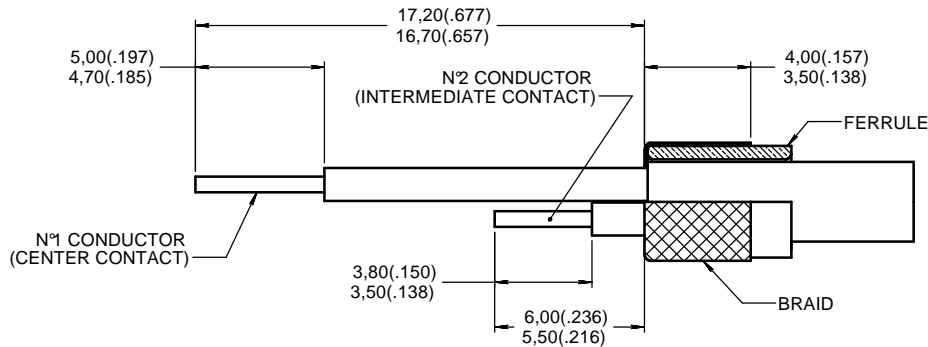 17,20(.677)
16,70(.657)
5,00(.197)
4,70(.185)
N°2 CONDUCTOR
(INTERMEDIATE CONTACT)
4,00(.157)
3,50(.138)
FERRULE
N°1 CONDUCTOR
(CENTER CONTACT)
3,80(.150)
3,50(.138)
BRAID
6,00(.236)
5,50(.216)